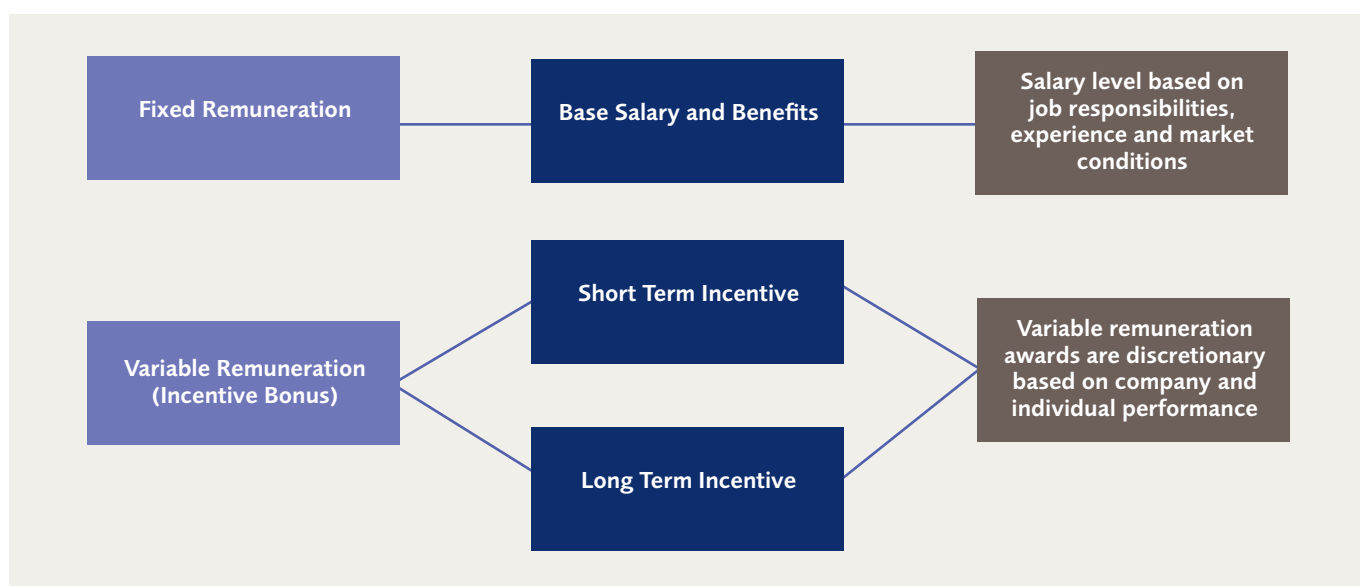 Fixed Remuneration
Base Salary and Benefits
Salary level based on
job responsibilities,
experience and market
conditions
Variable Remuneration
(Incentive Bonus)
Short Term Incentive
Long Term Incentive
Variable remuneration
awards are discretionary
based on company and
individual performance